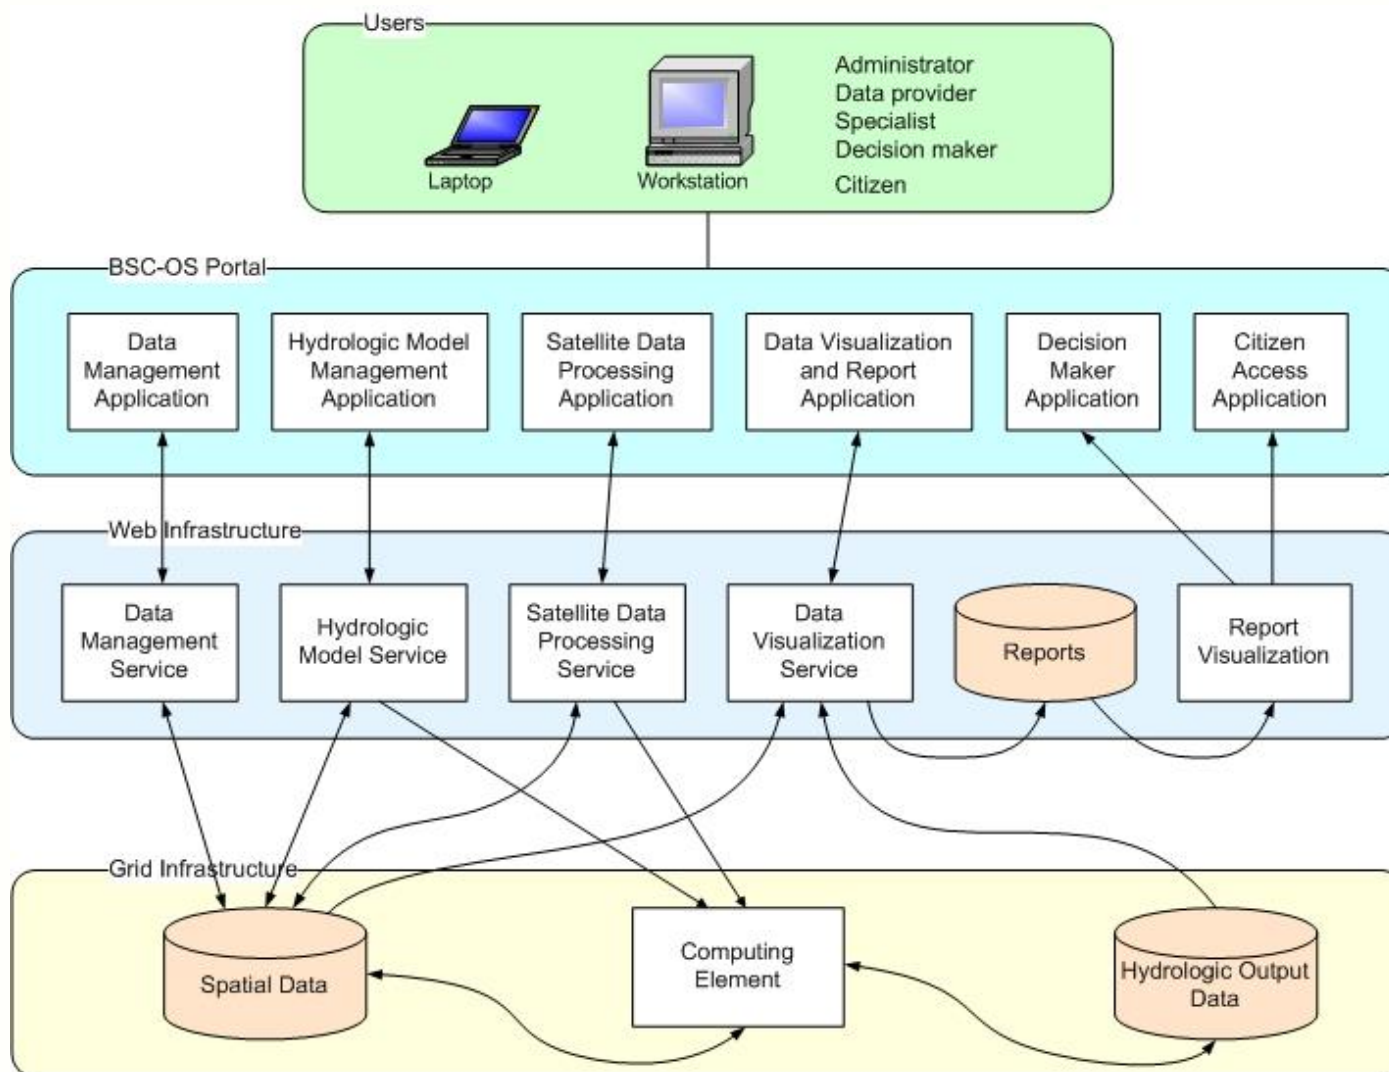 Users
Administrator
Data provider
Specialist
Decision maker
Citizen
Laptop
Workstation
BSC-OS Portal
Data
Management
Application
Hydrologic Model
Management
Application
Satellite Data
Processing
Application
Data Visualization
and Report
Application
Decision
Maker
Application
Citizen
Access
Application
Web Infrastructure
Data
Management
Service
Hydrologic
Model Service
Satellite Data
Processing
Service
Data
Visualization
Service
Reports
Report
Visualization
Grid Infrastructure
Spatial Data
Computing
Element
Hydrologic Output
Data